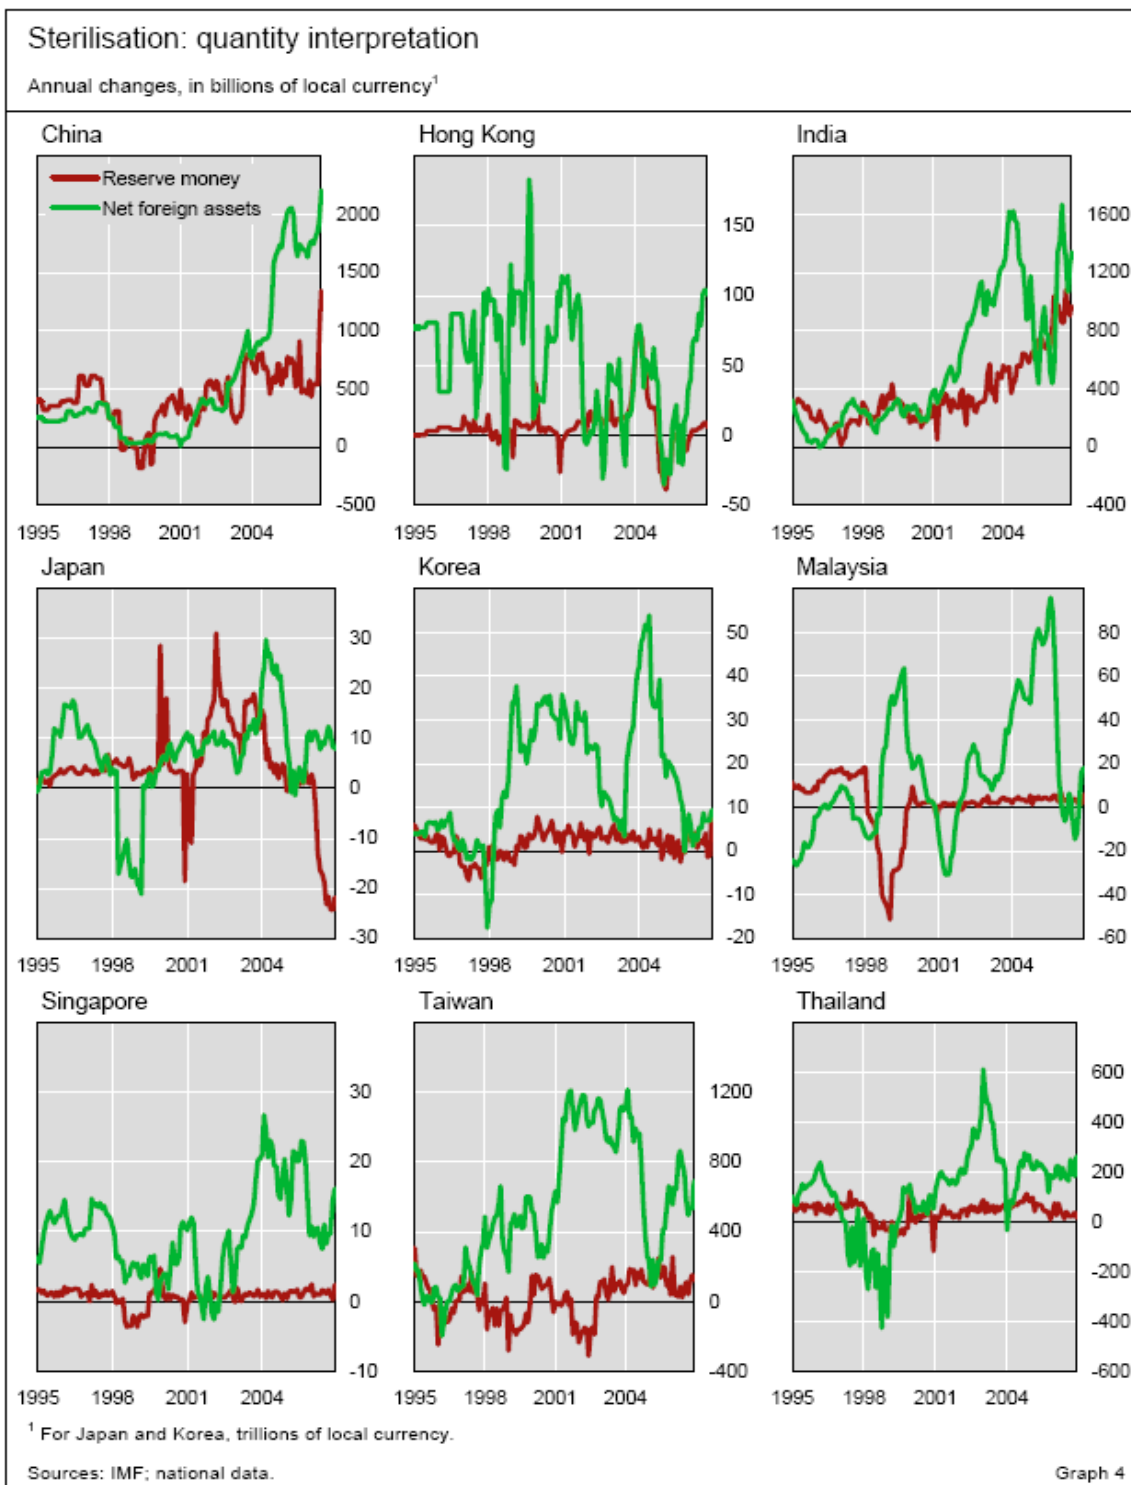 Sterilisation: quantity interpretation
Annual changes, in billions of local currency¹
China
Hong Kong
India
Reserve money
Net foreign assets
2000
1500
1000
500
0
-500
150
100
50
0
-50
1600
1200
800
400
0
-400
1995 1998 2001 2004
1995 1998 2001 2004
1995 1998 2001 2004
Japan
Korea
Malaysia
30
20
10
0
-10
-20
-30
50
40
30
20
10
0
-10
-20
80
60
40
20
0
-20
-40
-60
1995 1998 2001 2004
1995 1998 2001 2004
1995 1998 2001 2004
Singapore
Taiwan
Thailand
30
20
10
0
-10
1200
800
400
0
-400
600
400
200
0
-200
-400
-600
1995 1998 2001 2004
1995 1998 2001 2004
1995 1998 2001 2004
¹ For Japan and Korea, trillions of local currency.
Sources: IMF; national data.
Graph 4